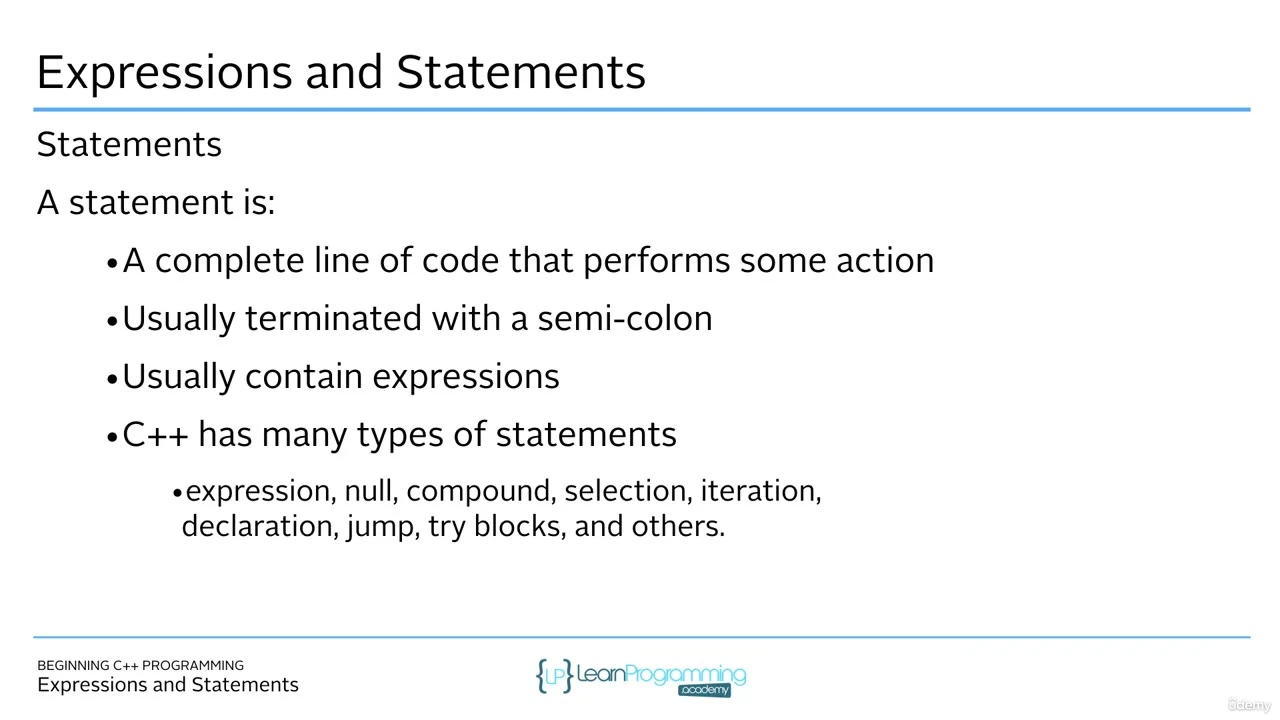 Expressions and Statements
Statements
A statement is:
•A complete line of code that performs some action
•Usually terminated with a semi-colon
•Usually contain expressions
•C++ has many types of statements
•expression, null, compound, selection, iteration,
declaration, jump, try blocks, and others.
BEGINNING C++ PROGRAMMING
Expressions and Statements
{LP} LearnProgramming
academy
ûdemy